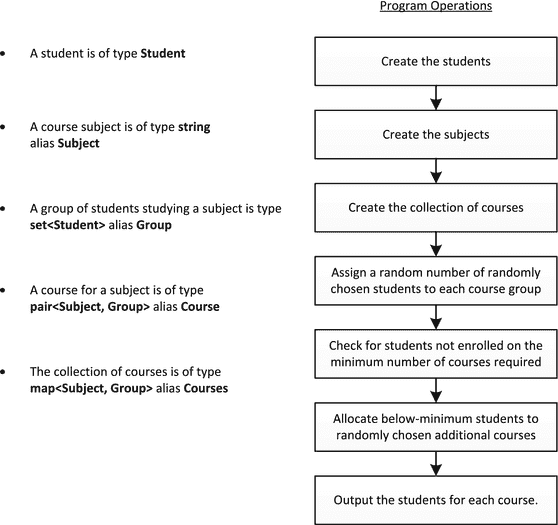 Program Operations
• A student is of type Student
Create the students
• A course subject is of type string
alias Subject
Create the subjects
• A group of students studying a subject is type
set<Student> alias Group
Create the collection of courses
• A course for a subject is of type
pair<Subject, Group> alias Course
Assign a random number of randomly
chosen students to each course group
• The collection of courses is of type
map<Subject, Group> alias Courses
Check for students not enrolled on the
minimum number of courses required
Allocate below-minimum students to
randomly chosen additional courses
Output the students for each course.